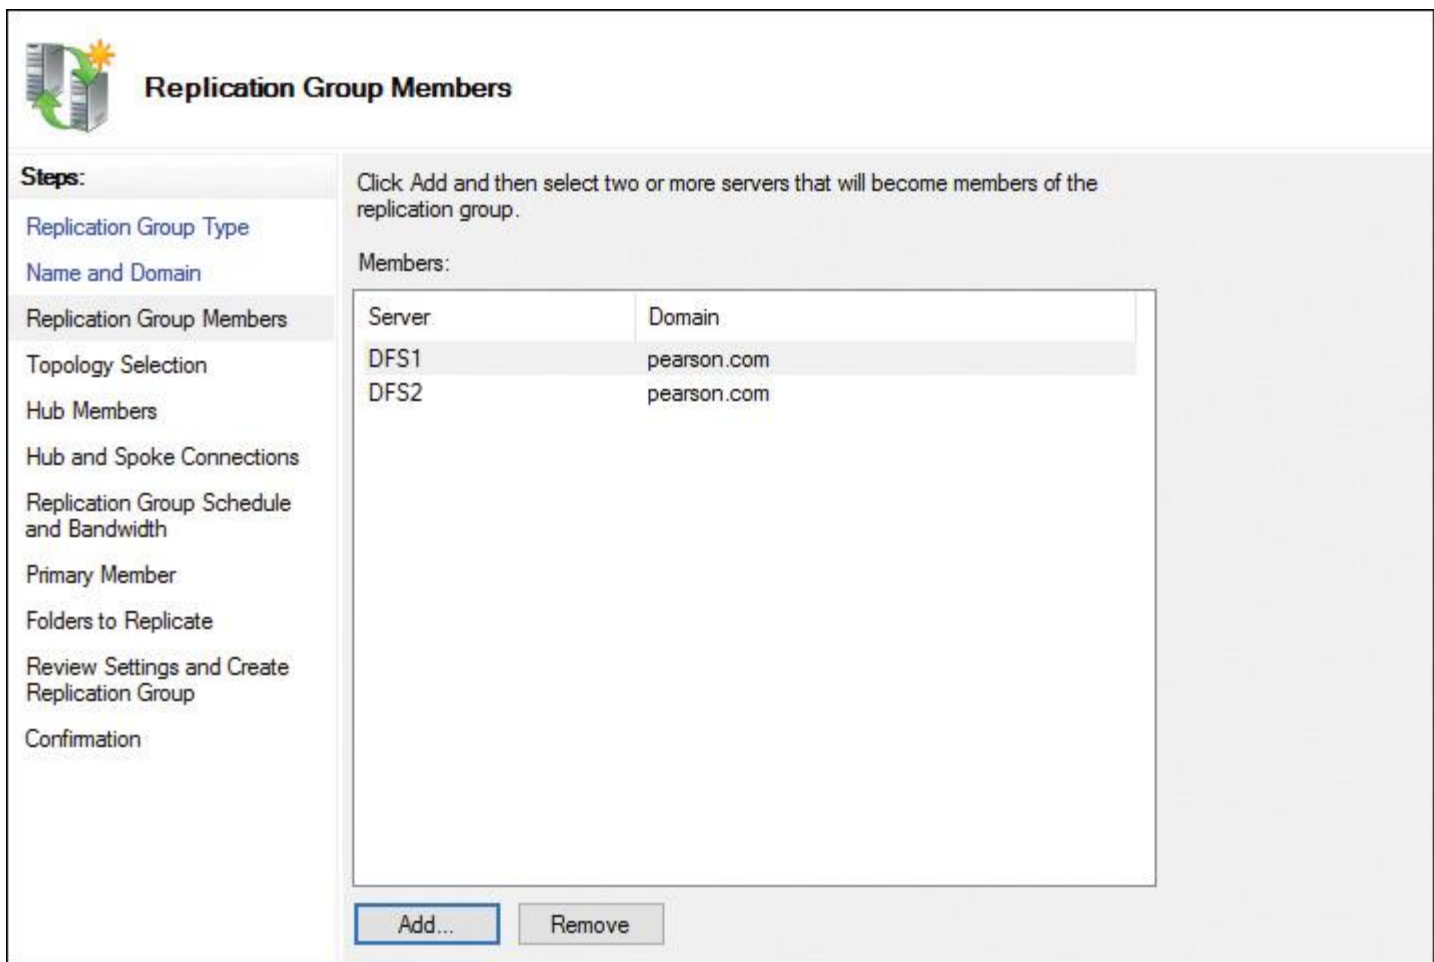 Replication Group Members
Steps:
Replication Group Type
Name and Domain
Replication Group Members
Topology Selection
Hub Members
Hub and Spoke Connections
Replication Group Schedule
and Bandwidth
Primary Member
Folders to Replicate
Review Settings and Create
Replication Group
Confirmation
Click Add and then select two or more servers that will become members of the
replication group.
Members:
Server Domain
DFS1 pearson.com
DFS2 pearson.com
Add... Remove